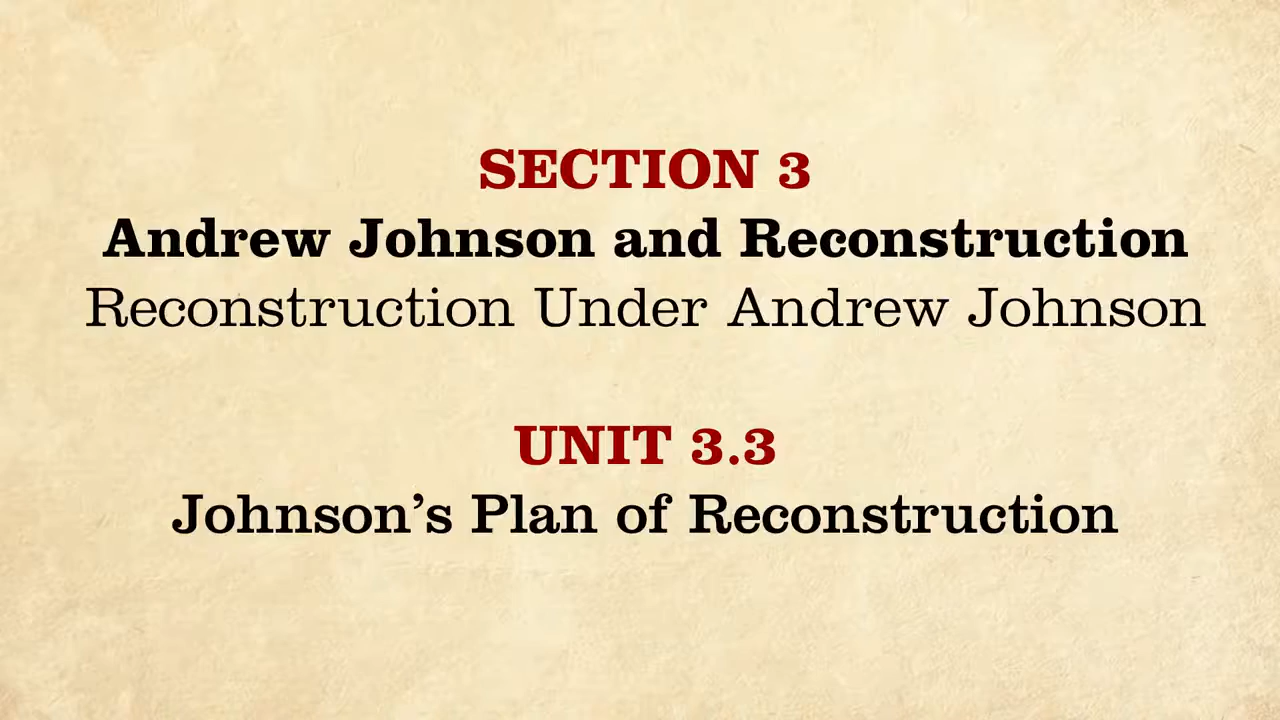 SECTION 3
Andrew Johnson and Reconstruction
Reconstruction Under Andrew Johnson
UNIT 3.3
Johnson’s Plan of Reconstruction